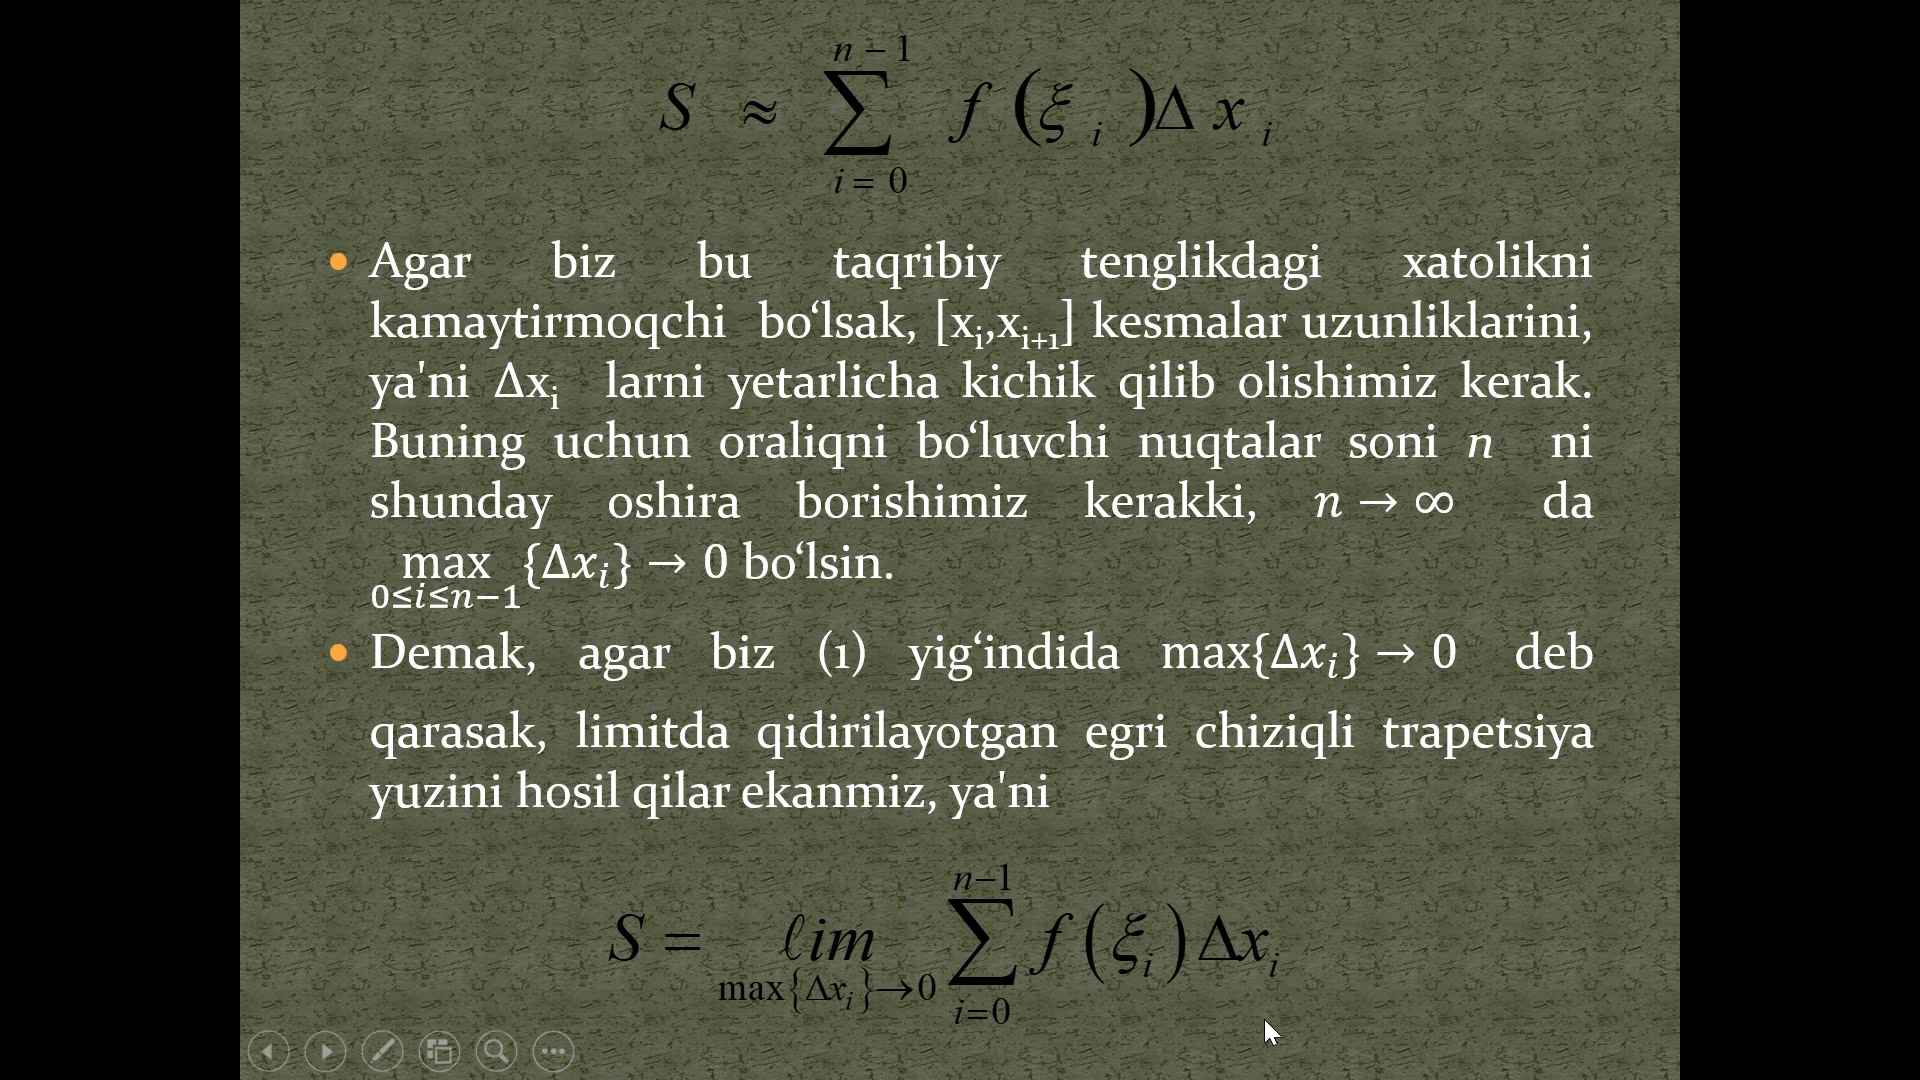 S ≈ \sum_{i=0}^{n-1} f(ξ_i)Δx_i
• Agar biz bu taqribiy tenglikdagi xatolikni
kamaytirmoqchi bo‘lsak, [x_i,x_{i+1}] kesmalar uzunliklarini,
ya'ni Δx_i larni yetarlicha kichik qilib olishimiz kerak.
Buning uchun oraliqni bo‘luvchi nuqtalar soni n ni
shunday oshira borishimiz kerakki, n → ∞ da
\max_{0≤i≤n−1} {Δx_i} → 0 bo‘lsin.
• Demak, agar biz (1) yig‘indida max{Δx_i} → 0 deb
qarasak, limitda qidirilayotgan egri chiziqli trapetsiya
yuzini hosil qilar ekanmiz, ya'ni
S = \ell im_{max{Δx_i}→0} \sum_{i=0}^{n-1} f(ξ_i)Δx_i